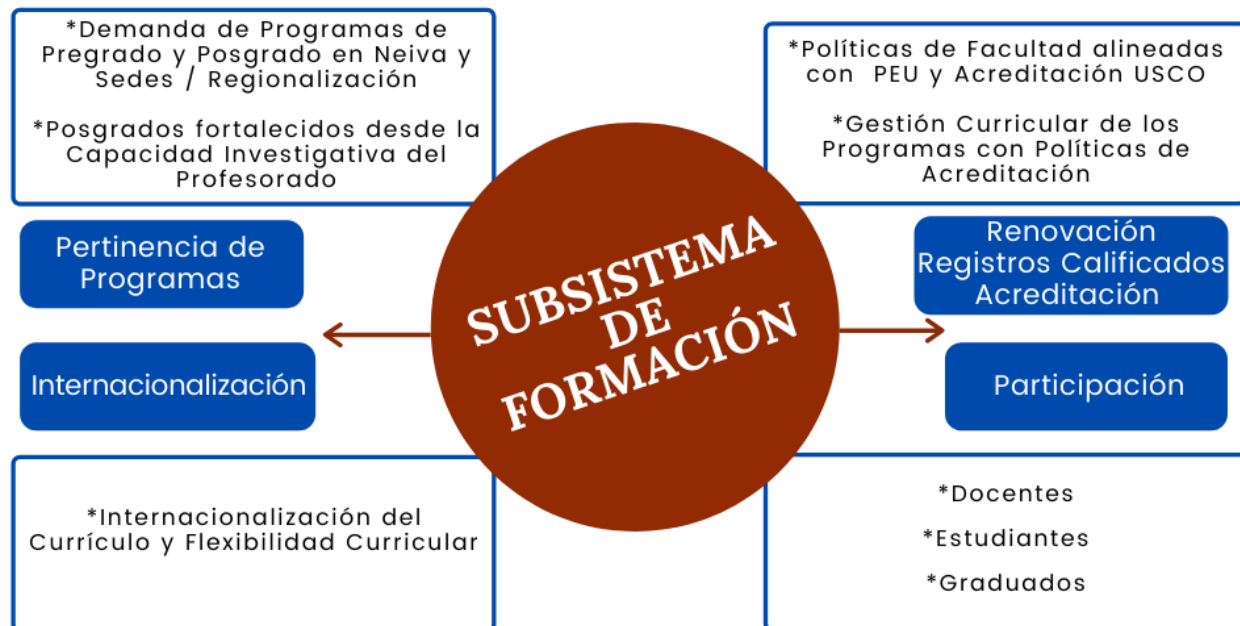 *Demanda de Programas de
Pregrado y Posgrado en Neiva y
Sedes / Regionalización
*Posgrados fortalecidos desde la
Capacidad Investigativa del
Profesorado
Pertinencia de
Programas
Internacionalización
*Internacionalización del
Currículo y Flexibilidad Curricular
SUBSISTEMA
DE
FORMACIÓN
*Políticas de Facultad alineadas
con PEU y Acreditación USCO
*Gestión Curricular de los
Programas con Políticas de
Acreditación
Renovación
Registros Calificados
Acreditación
Participación
*Docentes
*Estudiantes
*Graduados